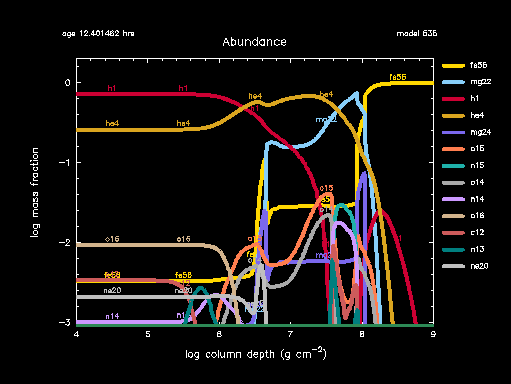 age 12.401462 hrs
model 636
Abundance
fe56
mg22
h1
he4
mg24
o15
n15
o14
n14
o16
c12
n13
ne20
log mass fraction
0
−1
−2
−3
4
5
6
7
8
9
log column depth (g cm−2)
h1 h1
he4 he4 he4 he4
o16 o16
fe56 fe56
ne20 ne20
n14
fe56
mg22
o15